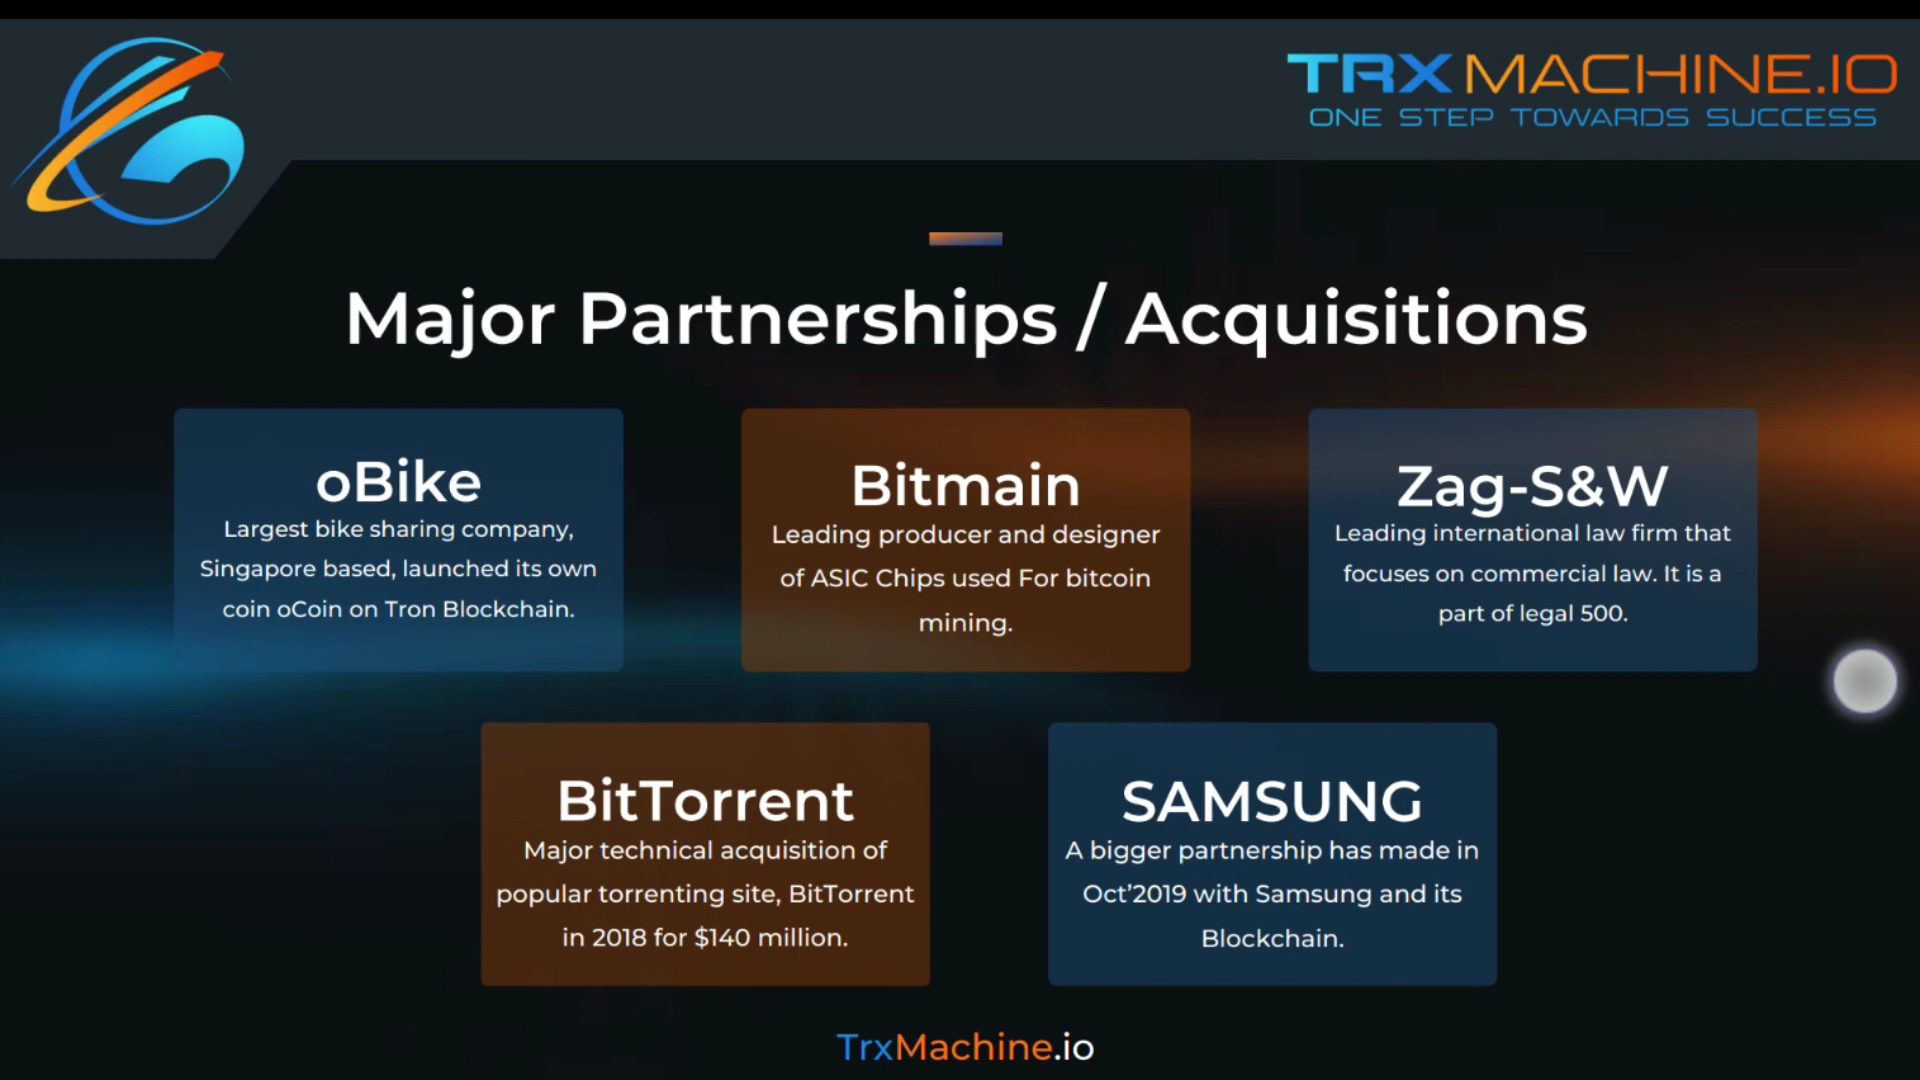 TRXMACHINE.IO
ONE STEP TOWARDS SUCCESS
Major Partnerships / Acquisitions
oBike
Largest bike sharing company,
Singapore based, launched its own
coin oCoin on Tron Blockchain.
Bitmain
Leading producer and designer
of ASIC Chips used For bitcoin
mining.
Zag-S&W
Leading international law firm that
focuses on commercial law. It is a
part of legal 500.
BitTorrent
Major technical acquisition of
popular torrenting site, BitTorrent
in 2018 for $140 million.
SAMSUNG
A bigger partnership has made in
Oct’2019 with Samsung and its
Blockchain.
TrxMachine.io